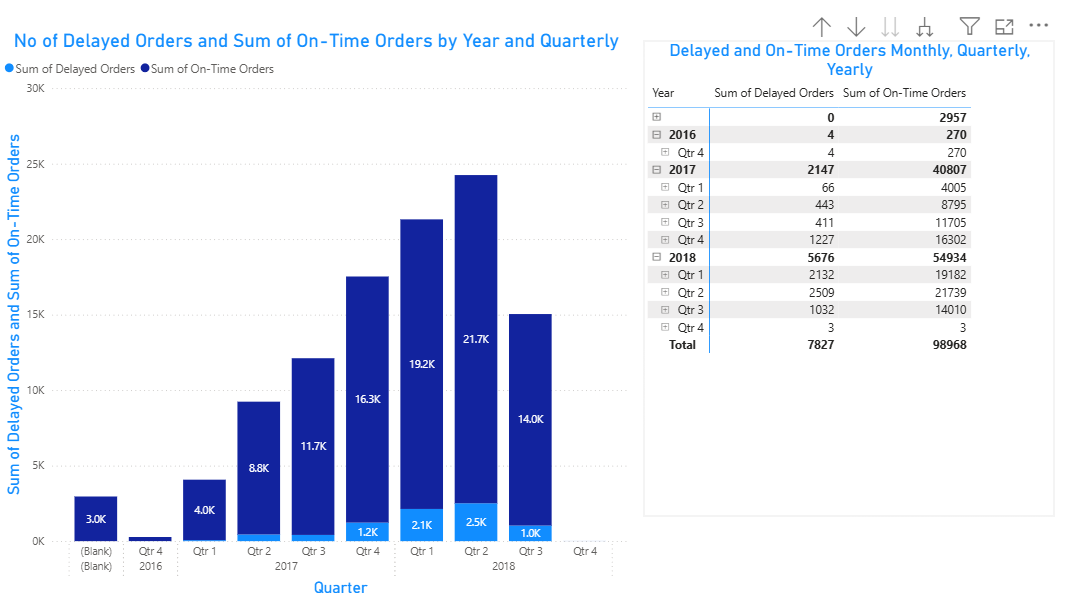 No of Delayed Orders and Sum of On-Time Orders by Year and Quarterly
Sum of Delayed Orders Sum of On-Time Orders
Sum of Delayed Orders and Sum of On-Time Orders
30K
25K
20K
15K
10K
5K
0K
3.0K
4.0K
8.8K
11.7K
16.3K
1.2K
19.2K
2.1K
21.7K
2.5K
14.0K
1.0K
(Blank) Qtr 4 Qtr 1 Qtr 2 Qtr 3 Qtr 4 Qtr 1 Qtr 2 Qtr 3 Qtr 4
(Blank) 2016 2017 2018
Quarter
Delayed and On-Time Orders Monthly, Quarterly,
Yearly
Year Sum of Delayed Orders Sum of On-Time Orders
0 2957
2016 4 270
Qtr 4 4 270
2017 2147 40807
Qtr 1 66 4005
Qtr 2 443 8795
Qtr 3 411 11705
Qtr 4 1227 16302
2018 5676 54934
Qtr 1 2132 19182
Qtr 2 2509 21739
Qtr 3 1032 14010
Qtr 4 3 3
Total 7827 98968